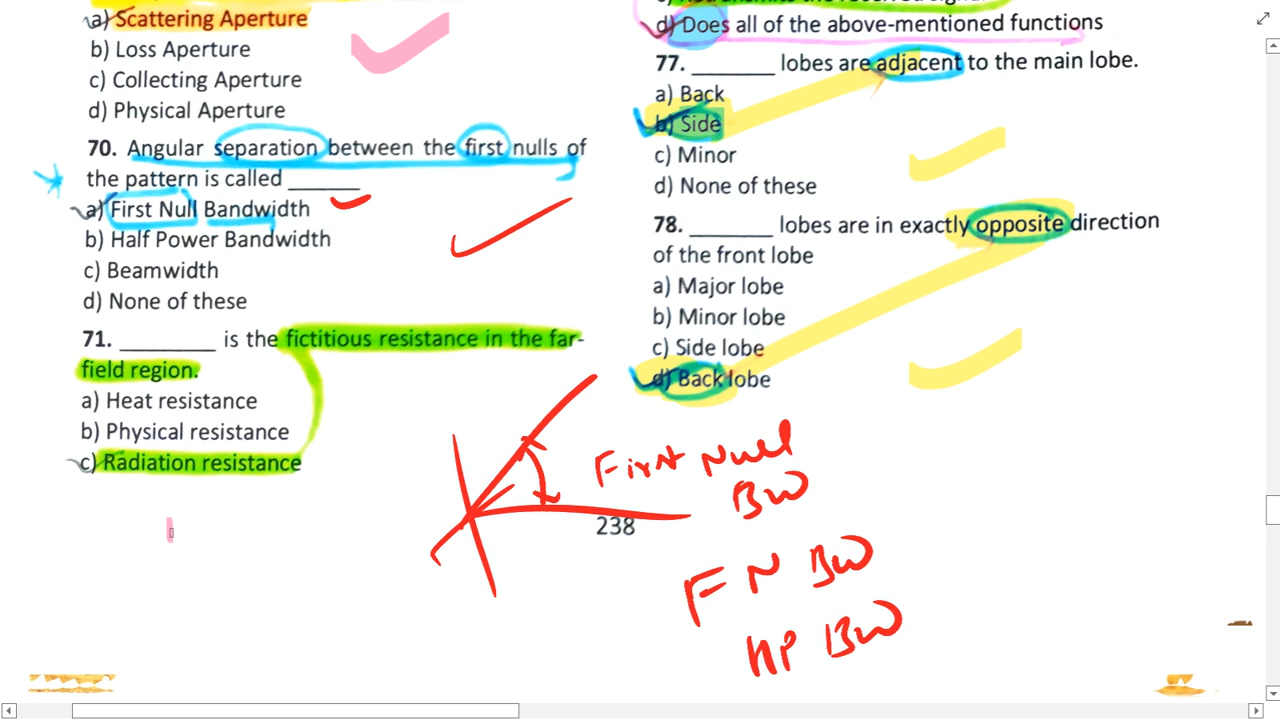 a) Scattering Aperture
b) Loss Aperture
c) Collecting Aperture
d) Physical Aperture
70. Angular separation between the first nulls of
the pattern is called ______
a) First Null Bandwidth
b) Half Power Bandwidth
c) Beamwidth
d) None of these
71. ________ is the fictitious resistance in the far-
field region.
a) Heat resistance
b) Physical resistance
c) Radiation resistance
d) Does all of the above-mentioned functions
77. _______ lobes are adjacent to the main lobe.
a) Back
b) Side
c) Minor
d) None of these
78. _______ lobes are in exactly opposite direction
of the front lobe
a) Major lobe
b) Minor lobe
c) Side lobe
d) Back lobe
First Null
BW
238
F N BW
HP BW